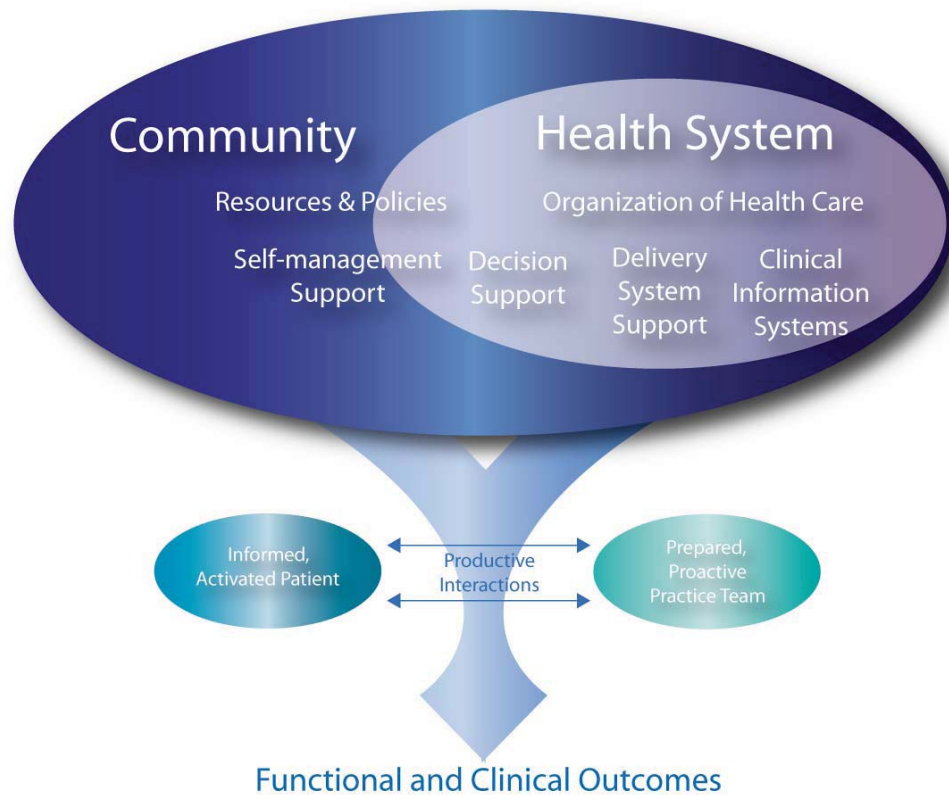 Community
Health System
Resources & Policies
Organization of Health Care
Self-management
Support
Decision
Support
Delivery
System
Support
Clinical
Information
Systems
Informed,
Activated Patient
Productive
Interactions
Prepared,
Proactive
Practice Team
Functional and Clinical Outcomes